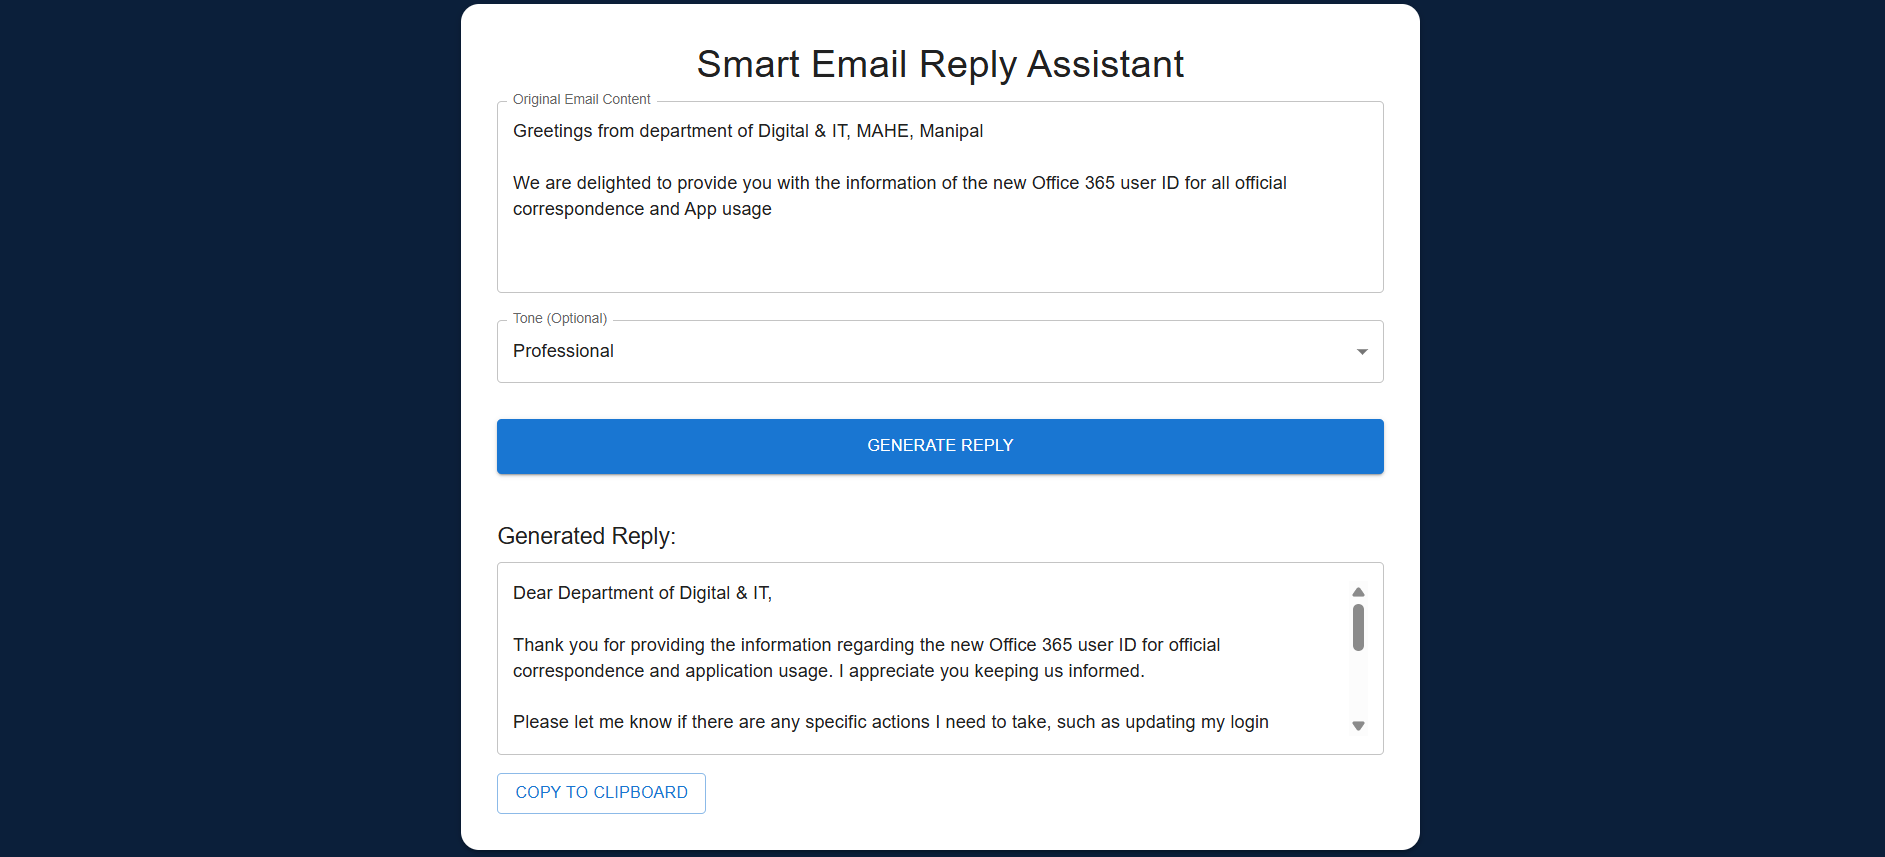 Smart Email Reply Assistant
Original Email Content
Greetings from department of Digital & IT, MAHE, Manipal
We are delighted to provide you with the information of the new Office 365 user ID for all official
correspondence and App usage
Tone (Optional)
Professional
GENERATE REPLY
Generated Reply:
Dear Department of Digital & IT,
Thank you for providing the information regarding the new Office 365 user ID for official
correspondence and application usage. I appreciate you keeping us informed.
Please let me know if there are any specific actions I need to take, such as updating my login
COPY TO CLIPBOARD